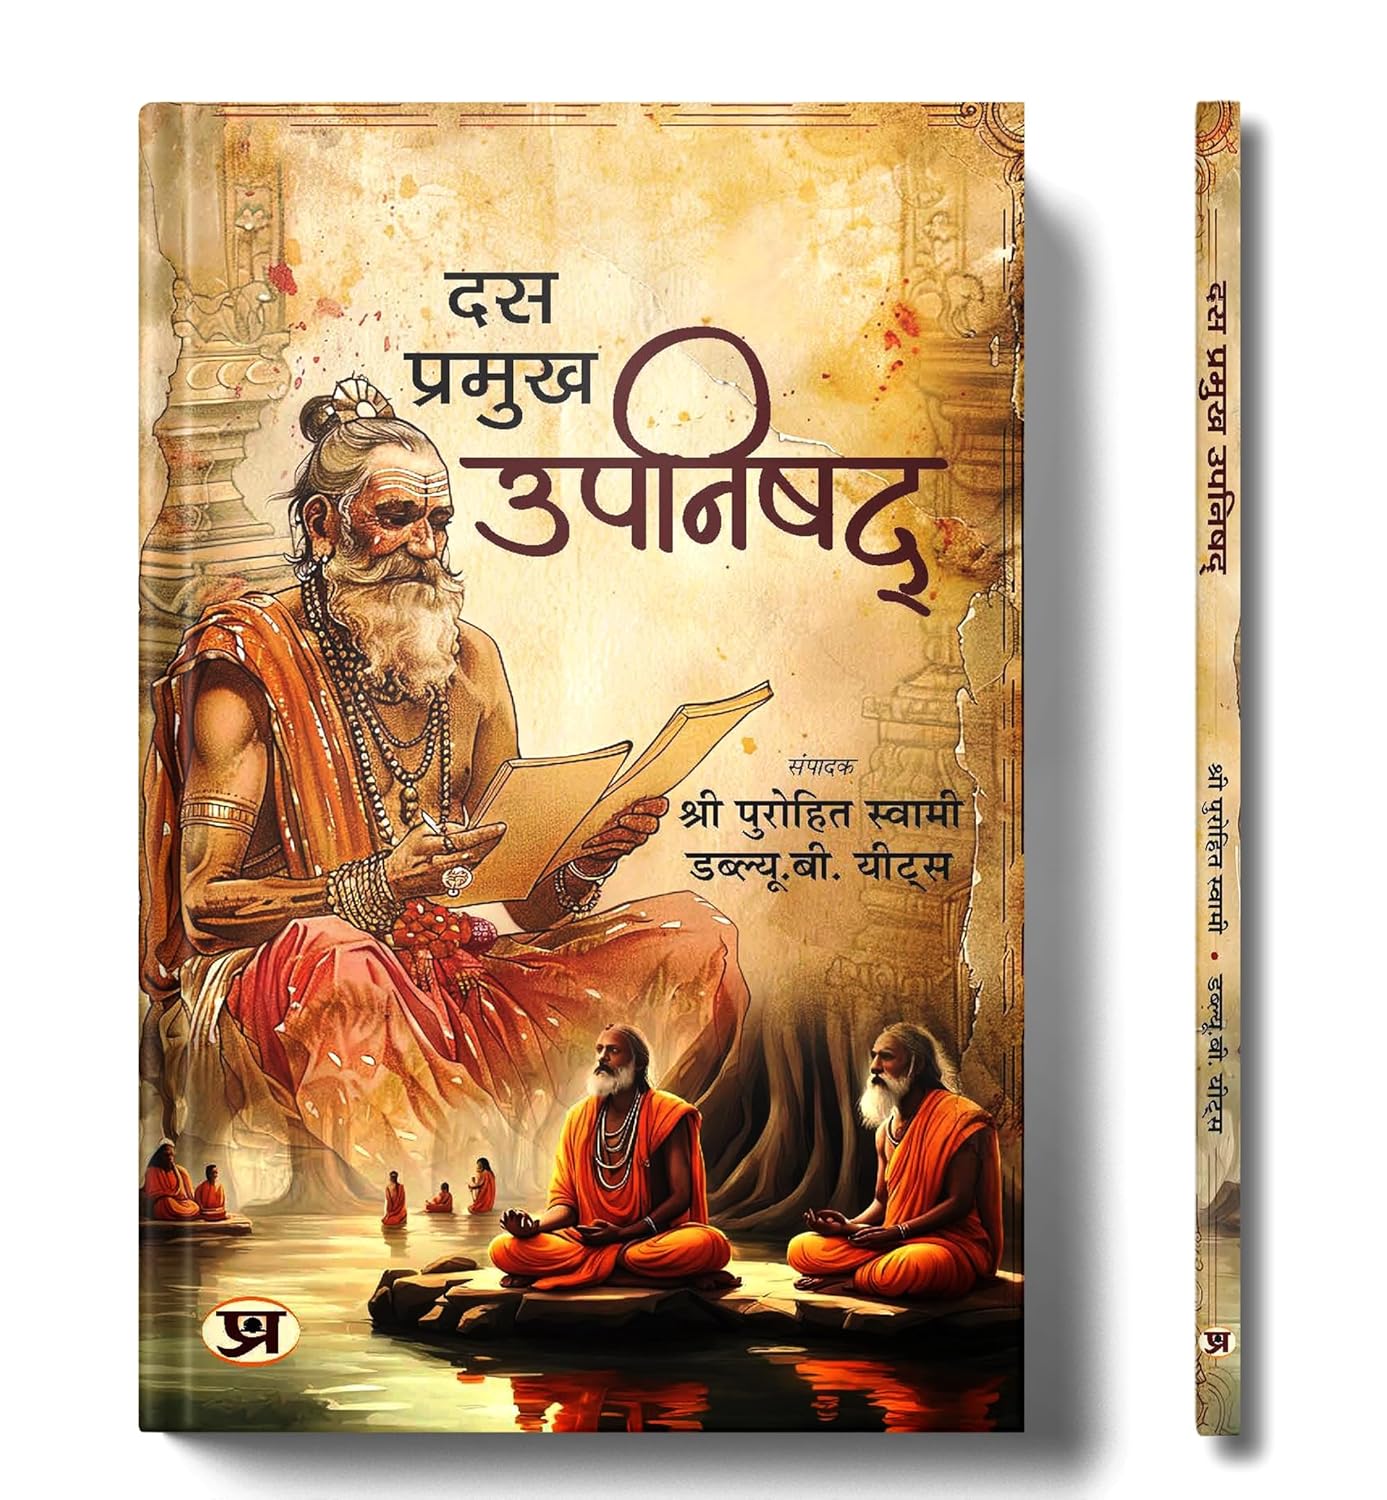 दस
प्रमुख
उपनिषद्
संपादक
श्री पुरोहित स्वामी
डब्ल्यू.बी. यीट्स
प्र
दस प्रमुख उपनिषद्
श्री पुरोहित स्वामी • डब्ल्यू.बी. यीट्स
प्र